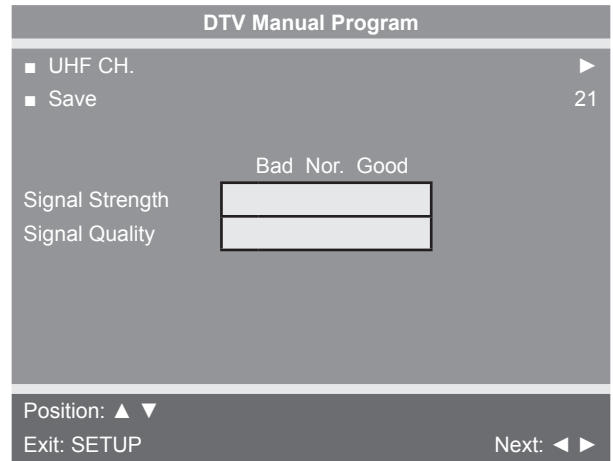 DTV Manual Program
■ UHF CH. ►
■ Save 21
Bad Nor. Good
Signal Strength
Signal Quality
Position: ▲ ▼
Exit: SETUP Next: ◄ ►